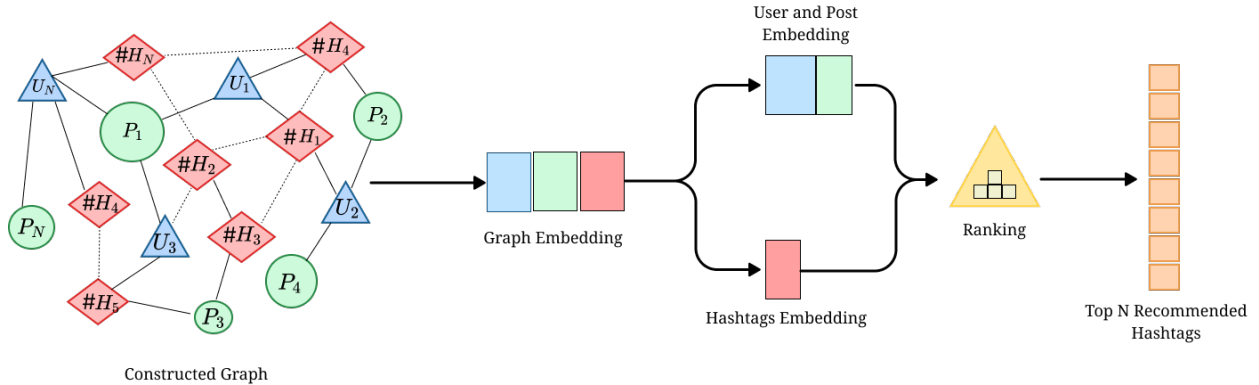 #H_N
#H_4
U_N
U_1
P_2
P_1
#H_1
#H_2
#H_4
U_2
P_N
U_3
#H_3
P_4
#H_5
P_3
Constructed Graph
Graph Embedding
User and Post
Embedding
Hashtags Embedding
Ranking
Top N Recommended
Hashtags